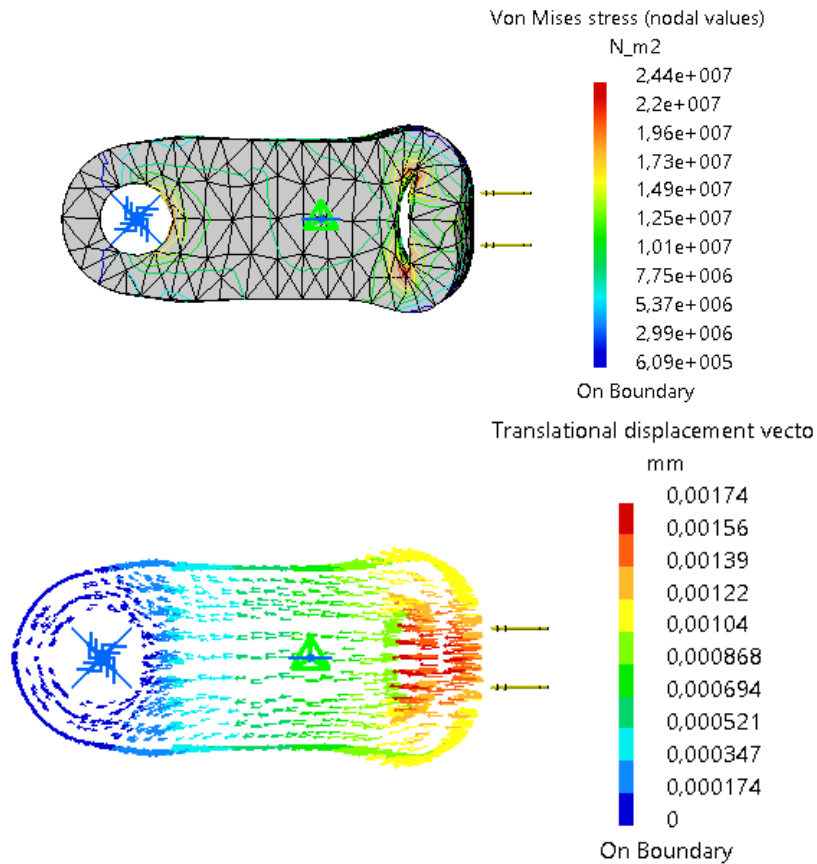 Von Mises stress (nodal values)
N_m2
2,44e+007
2,2e+007
1,96e+007
1,73e+007
1,49e+007
1,25e+007
1,01e+007
7,75e+006
5,37e+006
2,99e+006
6,09e+005
On Boundary
Translational displacement vecto
mm
0,00174
0,00156
0,00139
0,00122
0,00104
0,000868
0,000694
0,000521
0,000347
0,000174
0
On Boundary